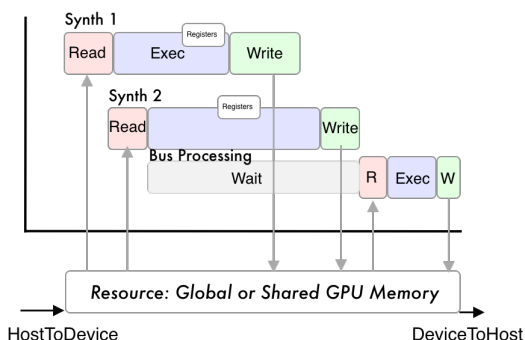 Synth 1
Read
Exec
Registers
Write
Synth 2
Read
Registers
Write
Bus Processing
Wait
R
Exec
W
Resource: Global or Shared GPU Memory
HostToDevice
DeviceToHost